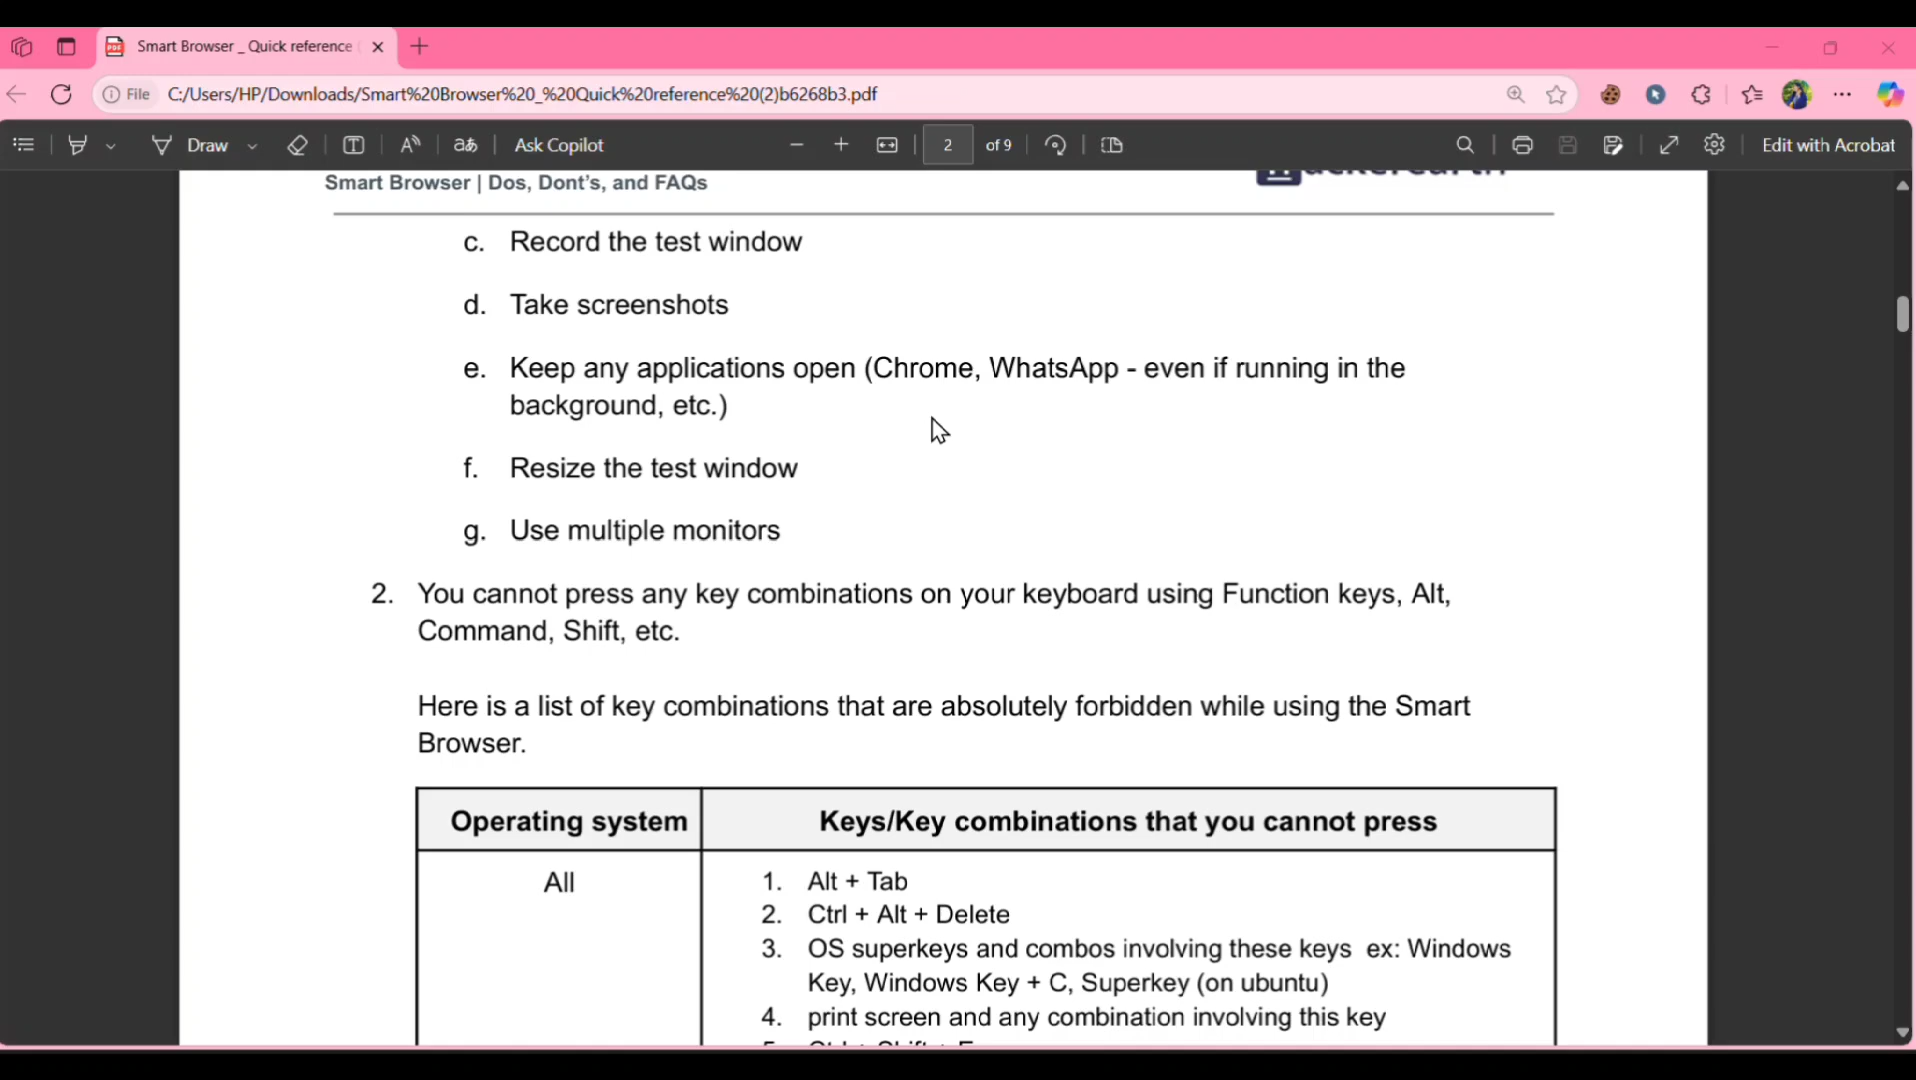 Smart Browser _ Quick reference
File
C:/Users/HP/Downloads/Smart%20Browser%20_%20Quick%20reference%20(2)b6268b3.pdf
Draw
Ask Copilot
2 of 9
Edit with Acrobat
Smart Browser | Dos, Dont's, and FAQs
c. Record the test window
d. Take screenshots
e. Keep any applications open (Chrome, WhatsApp - even if running in the
background, etc.)
f. Resize the test window
g. Use multiple monitors
2. You cannot press any key combinations on your keyboard using Function keys, Alt,
Command, Shift, etc.
Here is a list of key combinations that are absolutely forbidden while using the Smart
Browser.
Operating system
Keys/Key combinations that you cannot press
All
1. Alt + Tab
2. Ctrl + Alt + Delete
3. OS superkeys and combos involving these keys ex: Windows
Key, Windows Key + C, Superkey (on ubuntu)
4. print screen and any combination involving this key